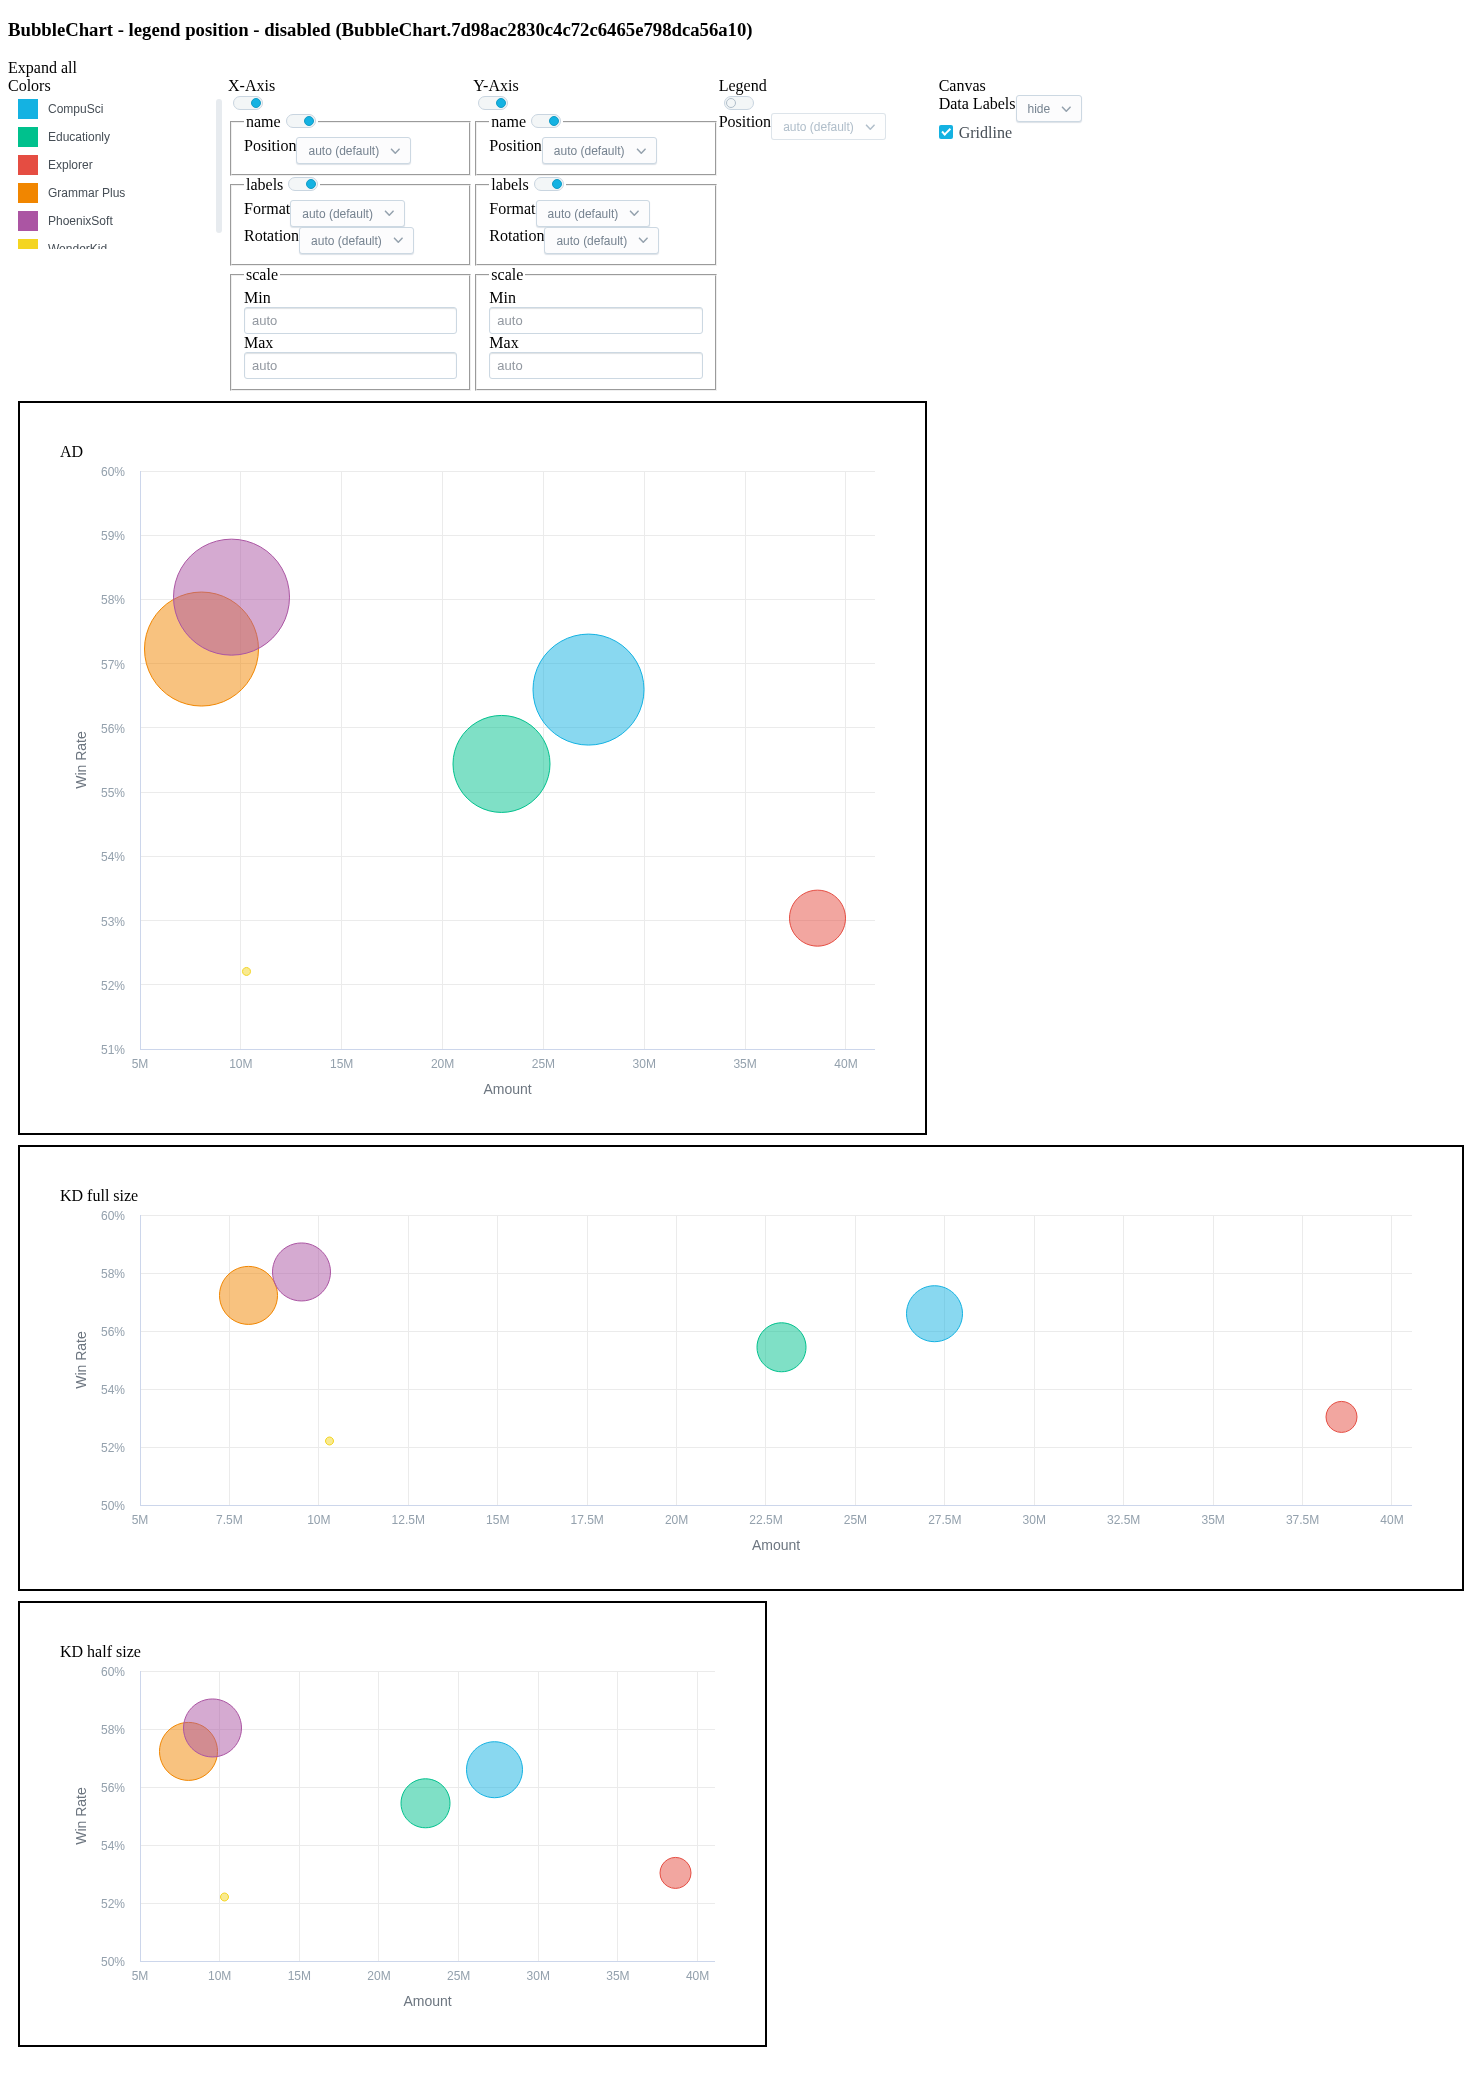 BubbleChart - legend position - disabled (BubbleChart.7d98ac2830c4c72c6465e798dca56a10)
Expand all
Colors
CompuSci
Educationly
Explorer
Grammar Plus
PhoenixSoft
WonderKid
X-Axis
name
Position auto (default)
labels
Format auto (default)
Rotation auto (default)
scale
Min
auto
Max
auto
Y-Axis
name
Position auto (default)
labels
Format auto (default)
Rotation auto (default)
scale
Min
auto
Max
auto
Legend
Position auto (default)
Canvas
Data Labels hide
Gridline
AD
60%
59%
58%
57%
56%
55%
54%
53%
52%
51%
Win Rate
5M 10M 15M 20M 25M 30M 35M 40M
Amount
KD full size
60%
58%
56%
54%
52%
50%
Win Rate
5M 7.5M 10M 12.5M 15M 17.5M 20M 22.5M 25M 27.5M 30M 32.5M 35M 37.5M 40M
Amount
KD half size
60%
58%
56%
54%
52%
50%
Win Rate
5M 10M 15M 20M 25M 30M 35M 40M
Amount